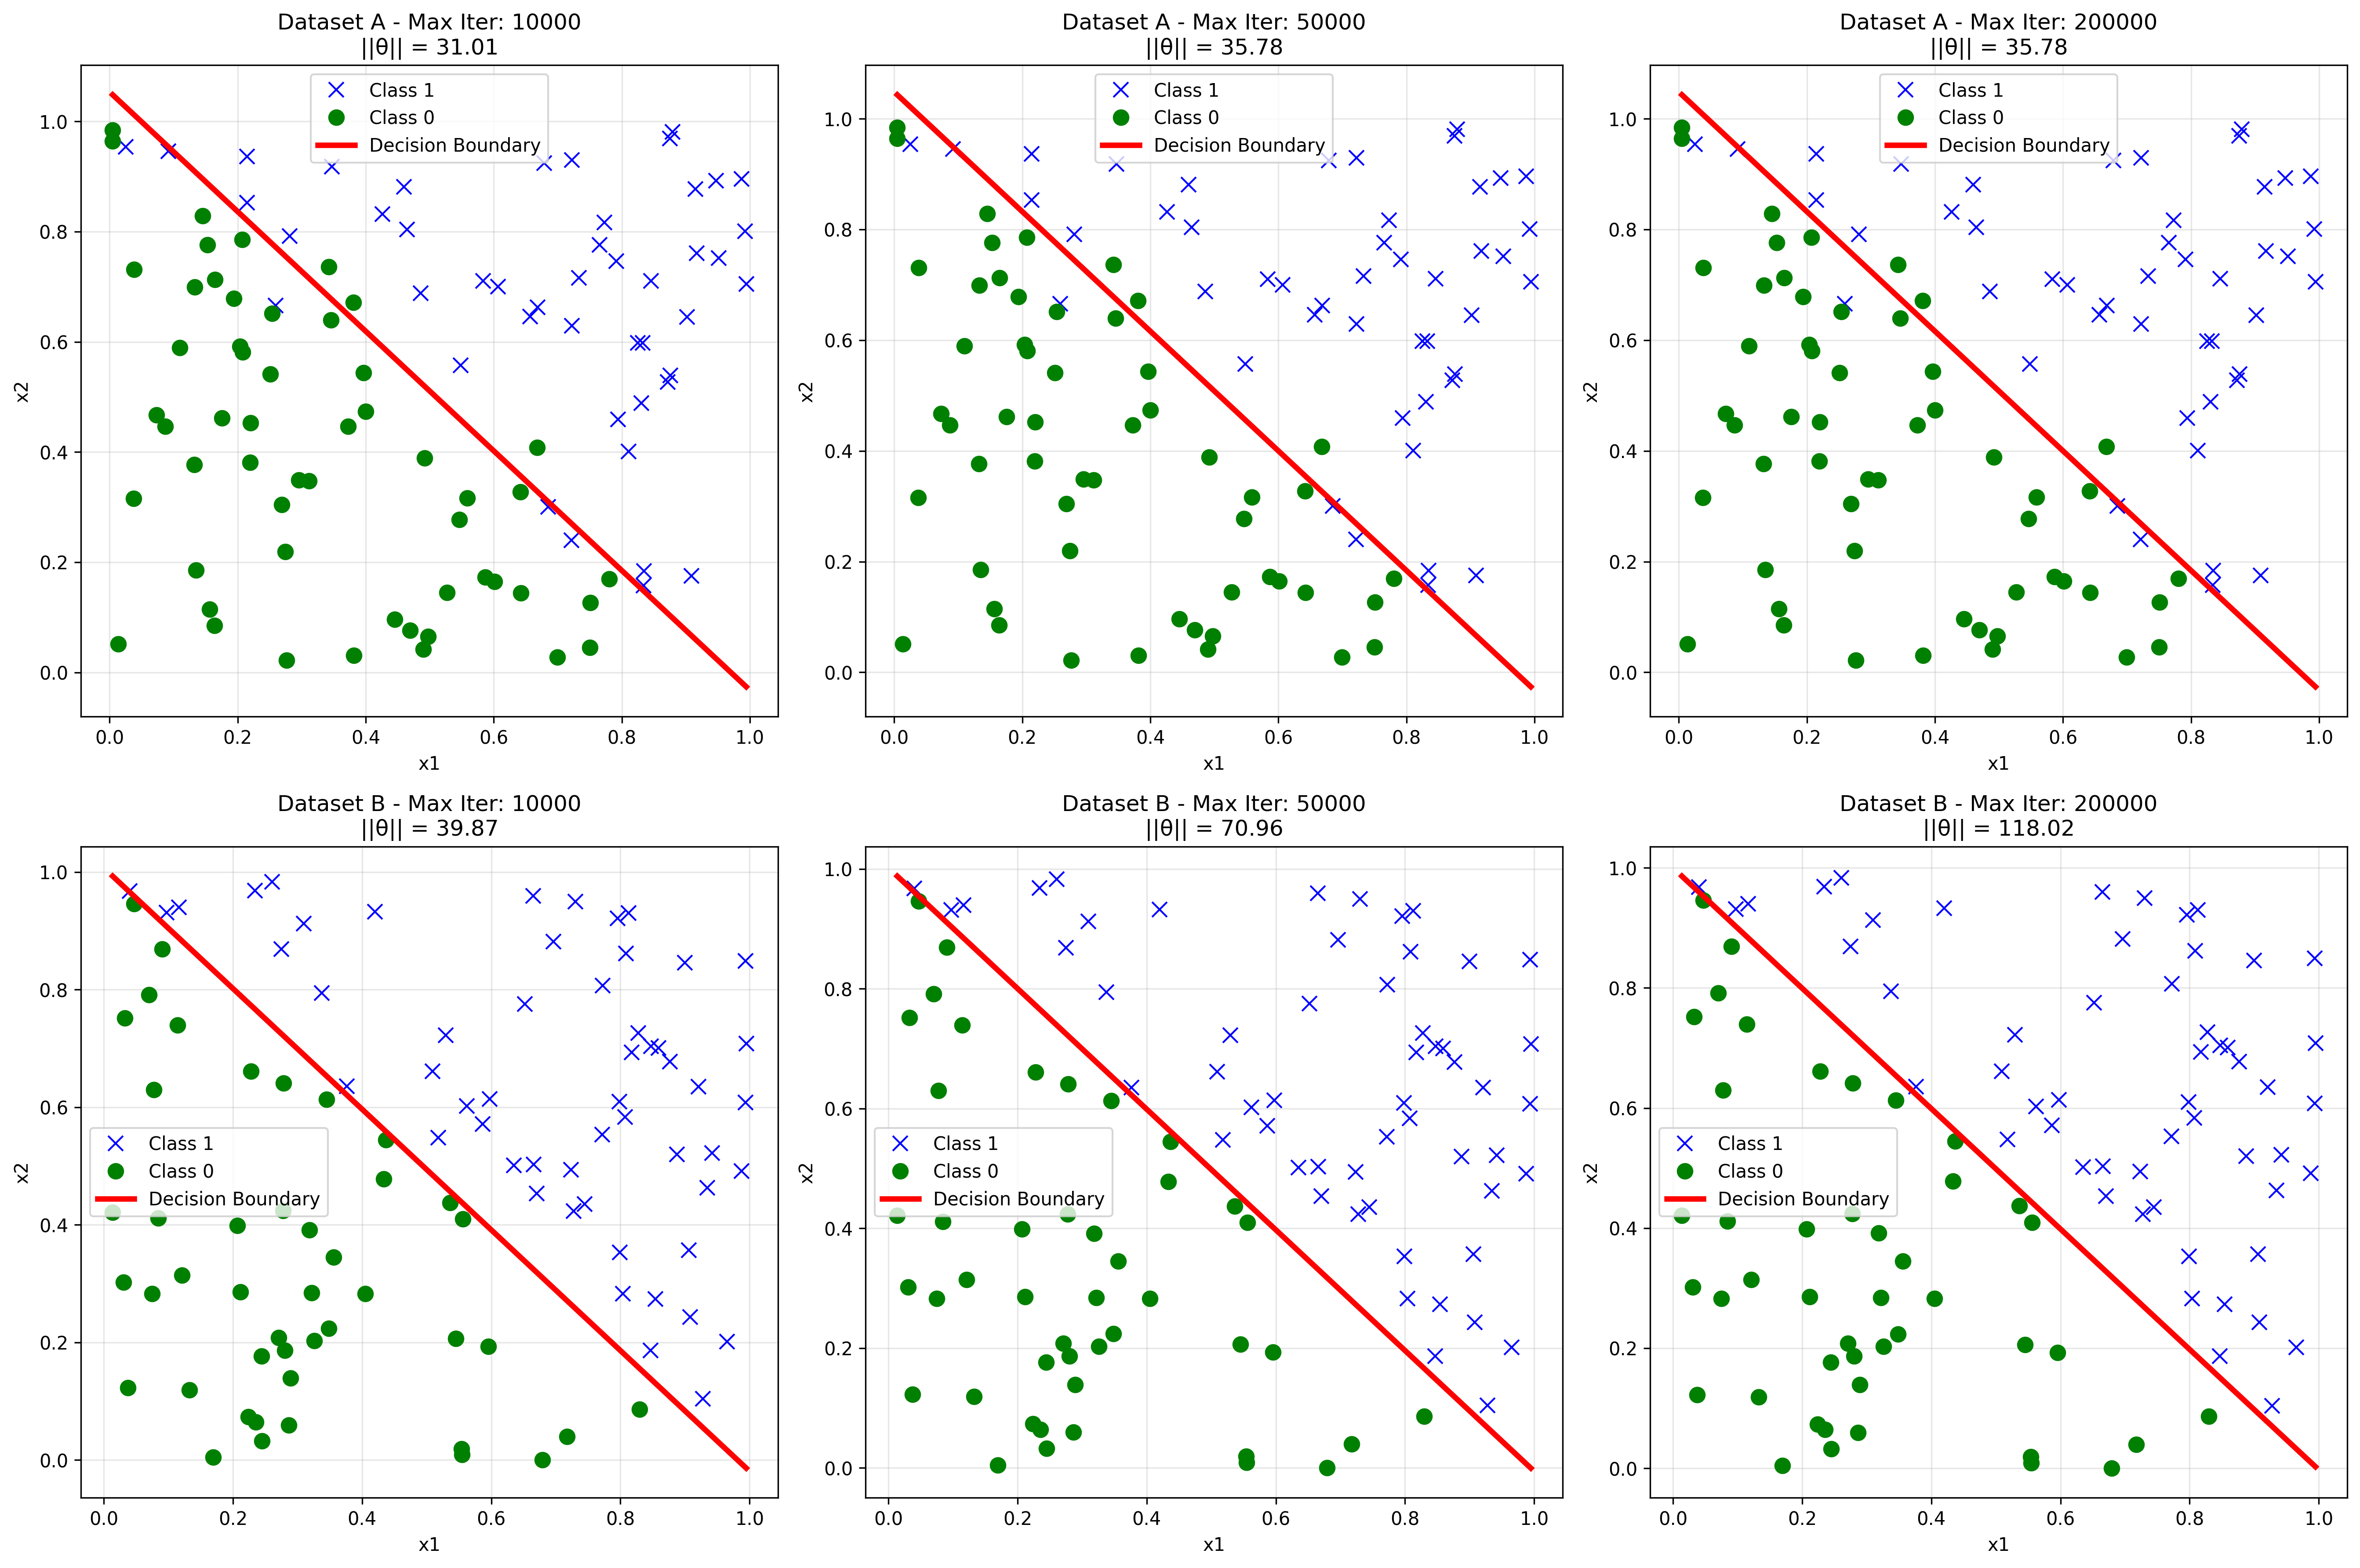 Dataset A - Max Iter: 10000
||θ|| = 31.01
Class 1
Class 0
Decision Boundary
x2
1.0
0.8
0.6
0.4
0.2
0.0
0.0 0.2 0.4 0.6 0.8 1.0
x1
Dataset A - Max Iter: 50000
||θ|| = 35.78
Class 1
Class 0
Decision Boundary
x2
1.0
0.8
0.6
0.4
0.2
0.0
0.0 0.2 0.4 0.6 0.8 1.0
x1
Dataset A - Max Iter: 200000
||θ|| = 35.78
Class 1
Class 0
Decision Boundary
x2
1.0
0.8
0.6
0.4
0.2
0.0
0.0 0.2 0.4 0.6 0.8 1.0
x1
Dataset B - Max Iter: 10000
||θ|| = 39.87
Class 1
Class 0
Decision Boundary
x2
1.0
0.8
0.6
0.4
0.2
0.0
0.0 0.2 0.4 0.6 0.8 1.0
x1
Dataset B - Max Iter: 50000
||θ|| = 70.96
Class 1
Class 0
Decision Boundary
x2
1.0
0.8
0.6
0.4
0.2
0.0
0.0 0.2 0.4 0.6 0.8 1.0
x1
Dataset B - Max Iter: 200000
||θ|| = 118.02
Class 1
Class 0
Decision Boundary
x2
1.0
0.8
0.6
0.4
0.2
0.0
0.0 0.2 0.4 0.6 0.8 1.0
x1